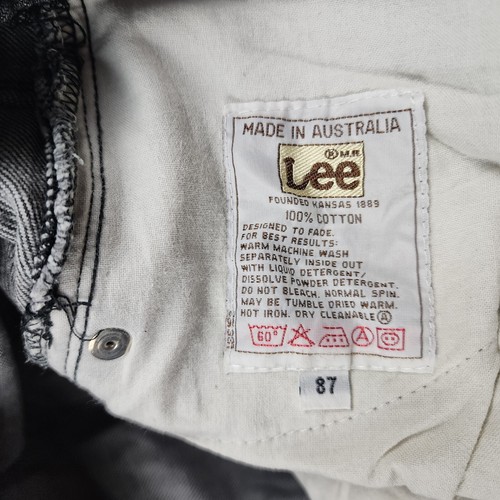 MADE IN AUSTRALIA
® M.R.
Lee
FOUNDED KANSAS 1889
100% COTTON
DESIGNED TO FADE.
FOR BEST RESULTS:
WARM MACHINE WASH
SEPARATELY INSIDE OUT
WITH LIQUID DETERGENT/
DISSOLVE POWDER DETERGENT.
DO NOT BLEACH. NORMAL SPIN.
MAY BE TUMBLE DRIED WARM.
HOT IRON. DRY CLEANABLE Ⓐ
60° A
87